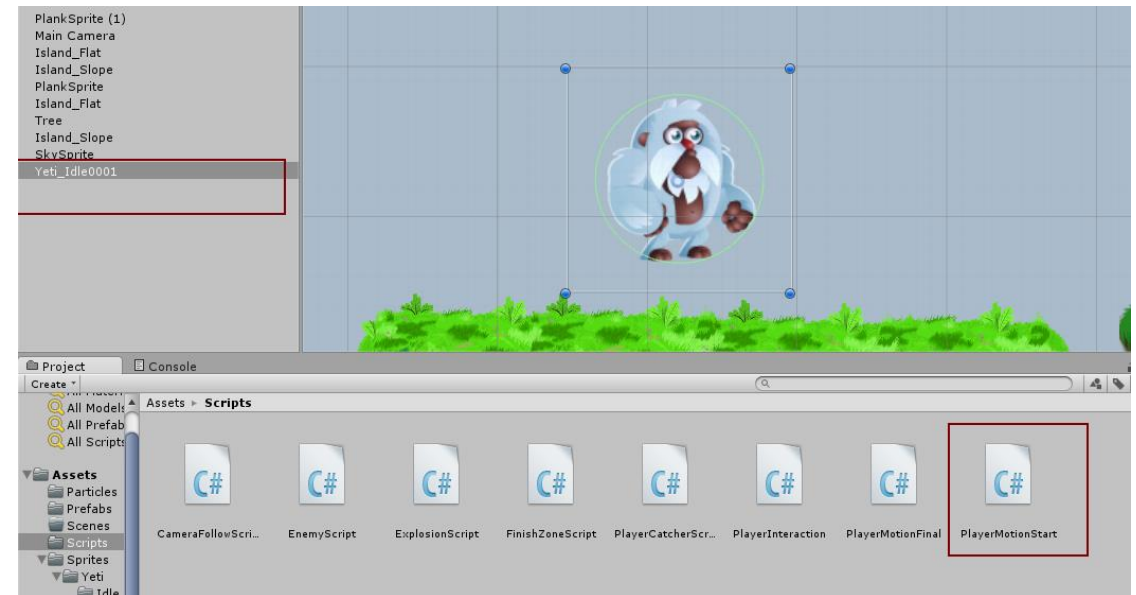 PlankSprite (1)
Main Camera
Island_Flat
Island_Slope
PlankSprite
Island_Flat
Tree
Island_Slope
SkySprite
Yeti_Idle0001
Project
Console
Create
All Models
All Prefab
All Scripts
Assets
Particles
Prefabs
Scenes
Scripts
Sprites
Yeti
Idle
Assets ▸ Scripts
C# C# C# C# C# C# C# C#
CameraFollowScri... EnemyScript ExplosionScript FinishZoneScript PlayerCatcherScr... PlayerInteraction PlayerMotionFinal PlayerMotionStart